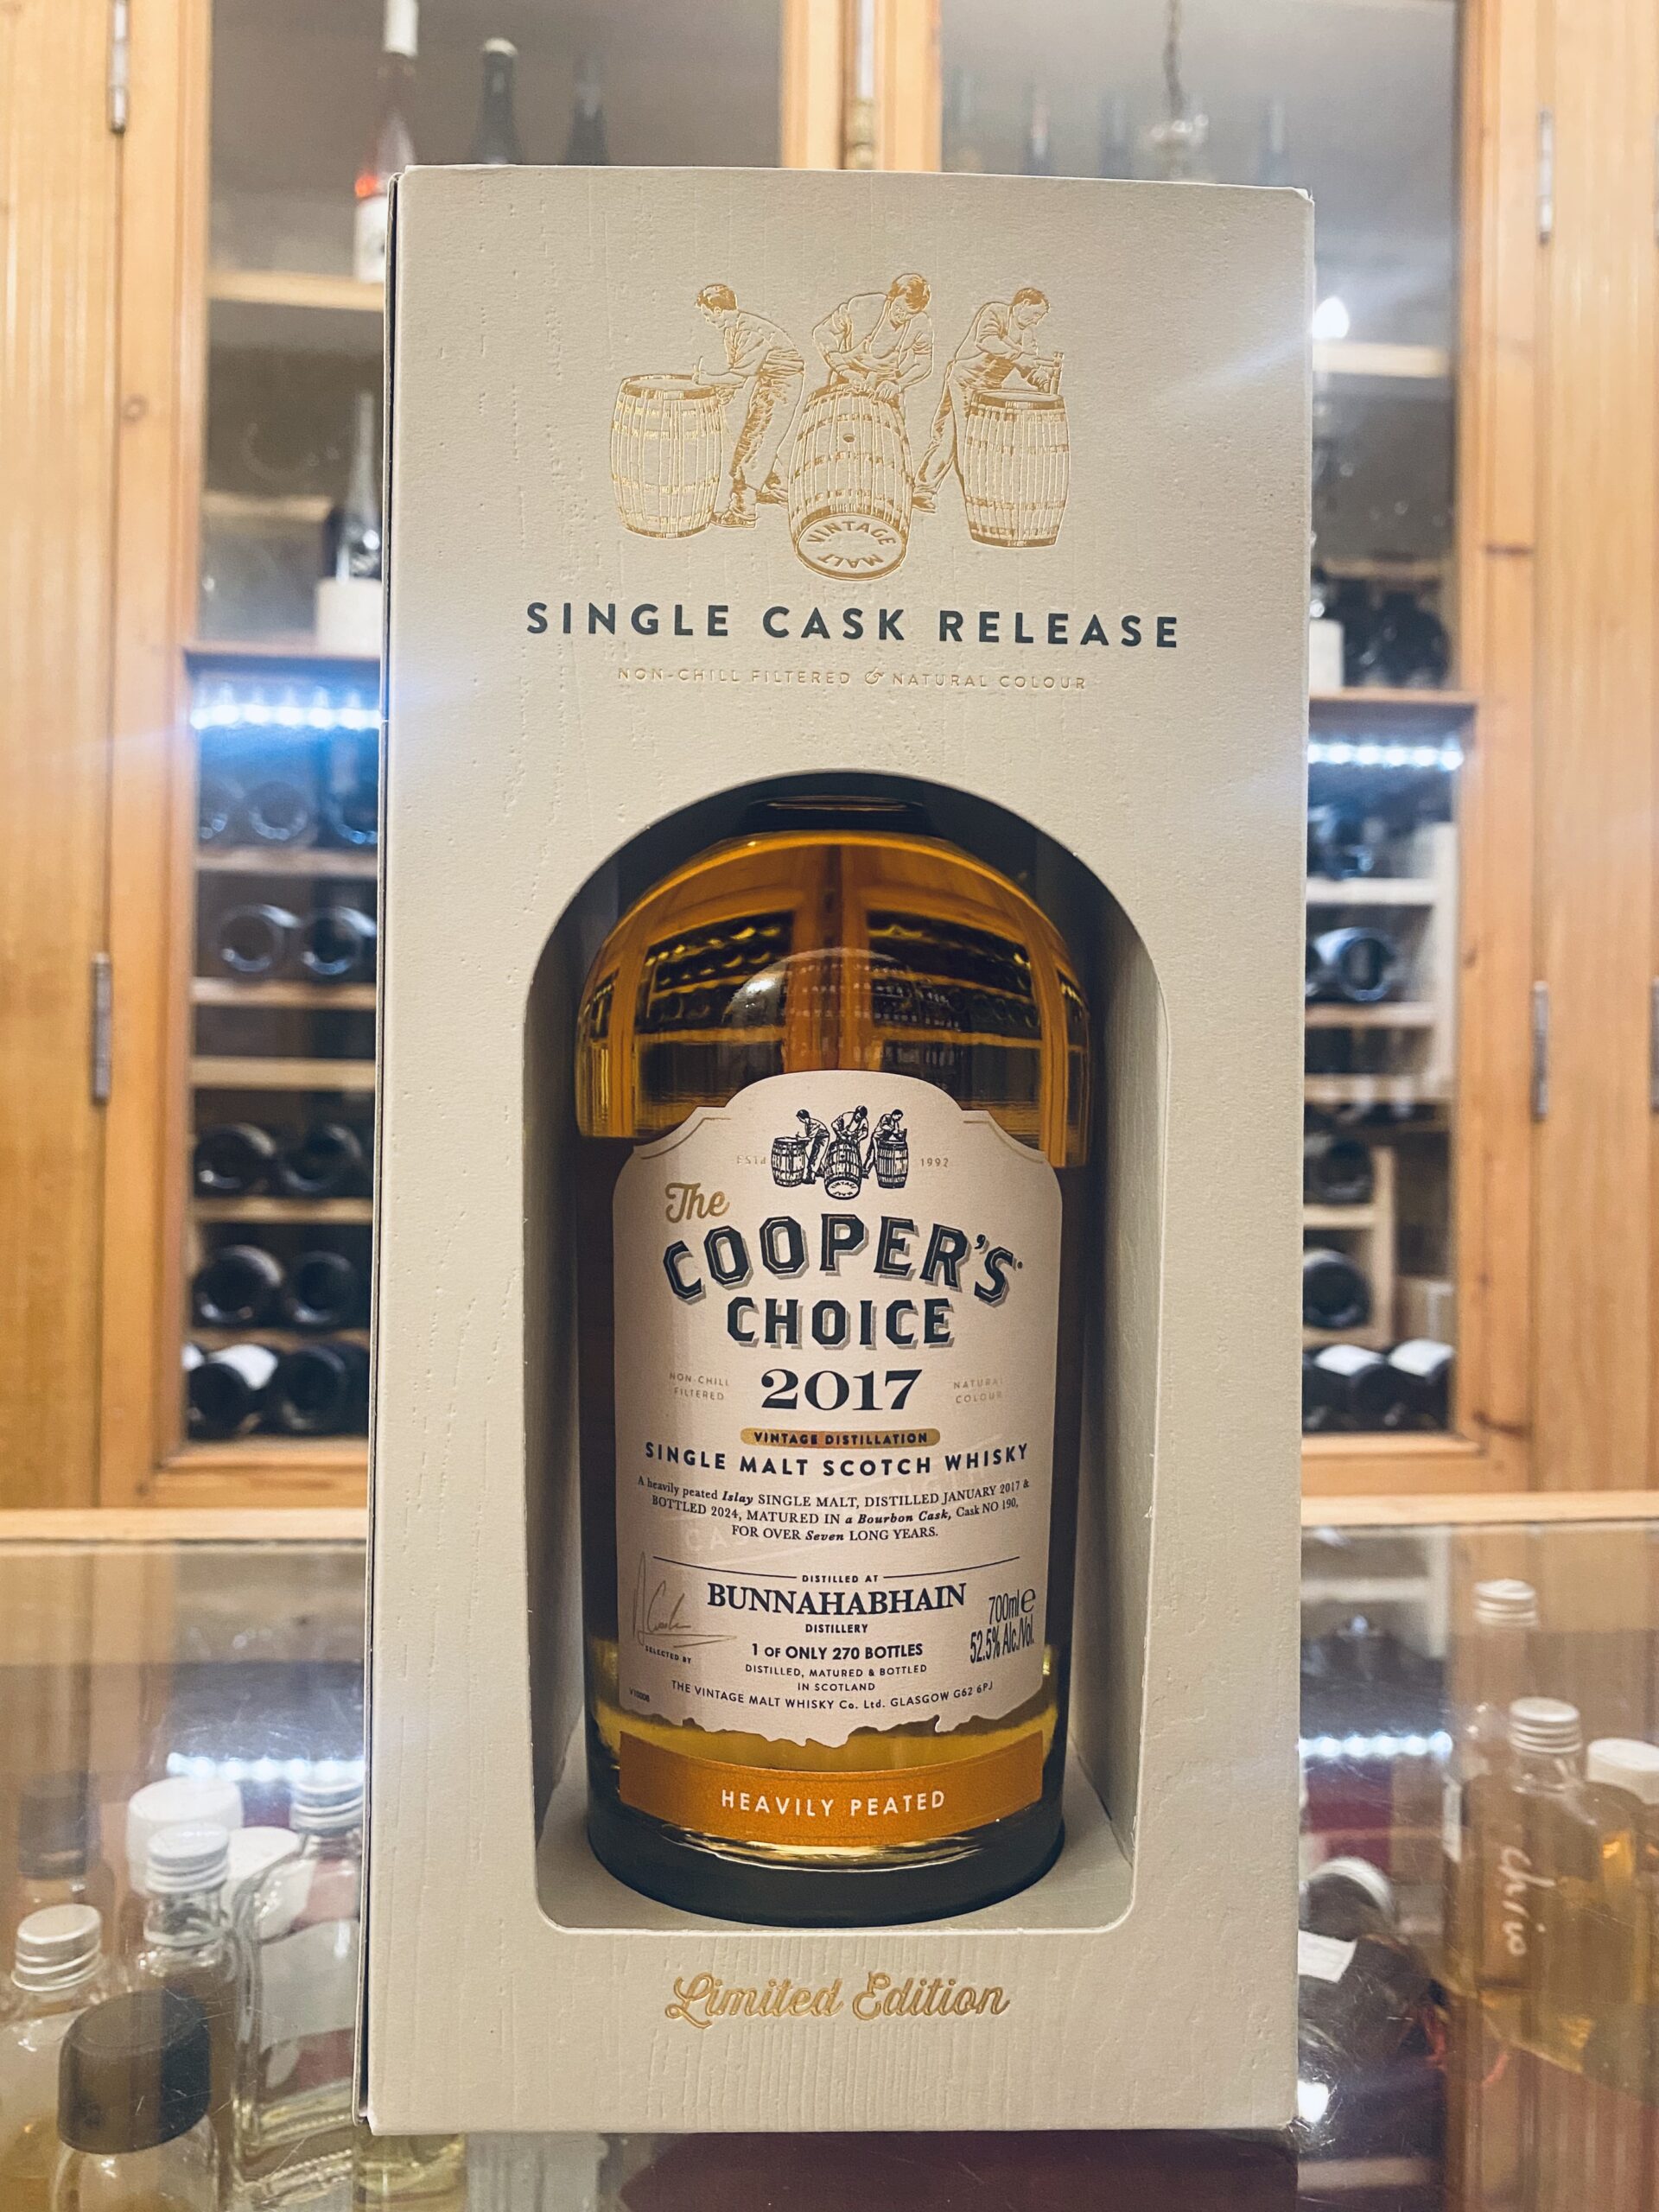 VINTAGE
MALT
SINGLE CASK RELEASE
NON-CHILL FILTERED & NATURAL COLOUR
ESTd 1992
The
COOPER'S
CHOICE
NON-CHILL
FILTERED
2017
NATURAL
COLOUR
VINTAGE DISTILLATION
SINGLE MALT SCOTCH WHISKY
A heavily peated Islay SINGLE MALT, DISTILLED JANUARY 2017 &
BOTTLED 2024, MATURED IN a Bourbon Cask, Cask NO 190,
FOR OVER Seven LONG YEARS.
DISTILLED AT
BUNNAHABHAIN
DISTILLERY
700ml e
52.5% Alc./Vol.
SELECTED BY
1 OF ONLY 270 BOTTLES
DISTILLED, MATURED & BOTTLED
IN SCOTLAND
THE VINTAGE MALT WHISKY Co. Ltd. GLASGOW G62 6PJ
HEAVILY PEATED
Limited Edition